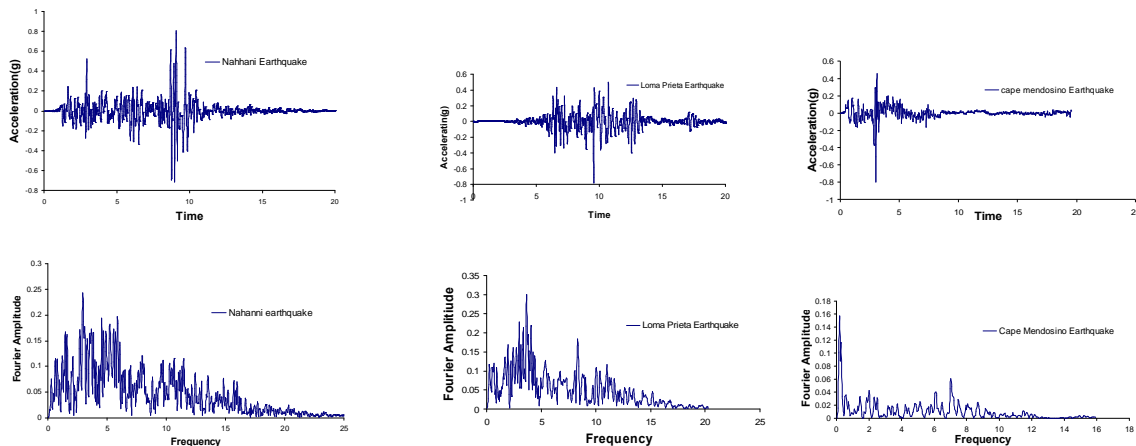 1
0.8
0.6
0.4
0.2
0
-0.2
-0.4
-0.6
-0.8
Acceleration(g)
Nahhani Earthquake
0 5 10 15 20
Time
0.6
0.4
0.2
0
-0.2
-0.4
-0.6
-0.8
-1
Acceleratin(g)
Loma Prieta Earthquake
0 5 10 15 20
Time
0.6
0.4
0.2
0
-0.2
-0.4
-0.6
-0.8
-1
Acceleration(g)
cape mendosino Earthquake
0 5 10 15 20 25
Time
0.3
0.25
0.2
0.15
0.1
0.05
0
Fourier Amplitude
Nahanni earthquake
0 5 10 15 20 25
Frequency
0.35
0.3
0.25
0.2
0.15
0.1
0.05
0
Fourier Amplitiude
Loma Prieta Earthquake
0 5 10 15 20 25
Frequency
0.18
0.16
0.14
0.12
0.1
0.08
0.06
0.04
0.02
0
Fourier Amplitude
Cape Mendosino Earthquake
0 2 4 6 8 10 12 14 16 18
Frequency